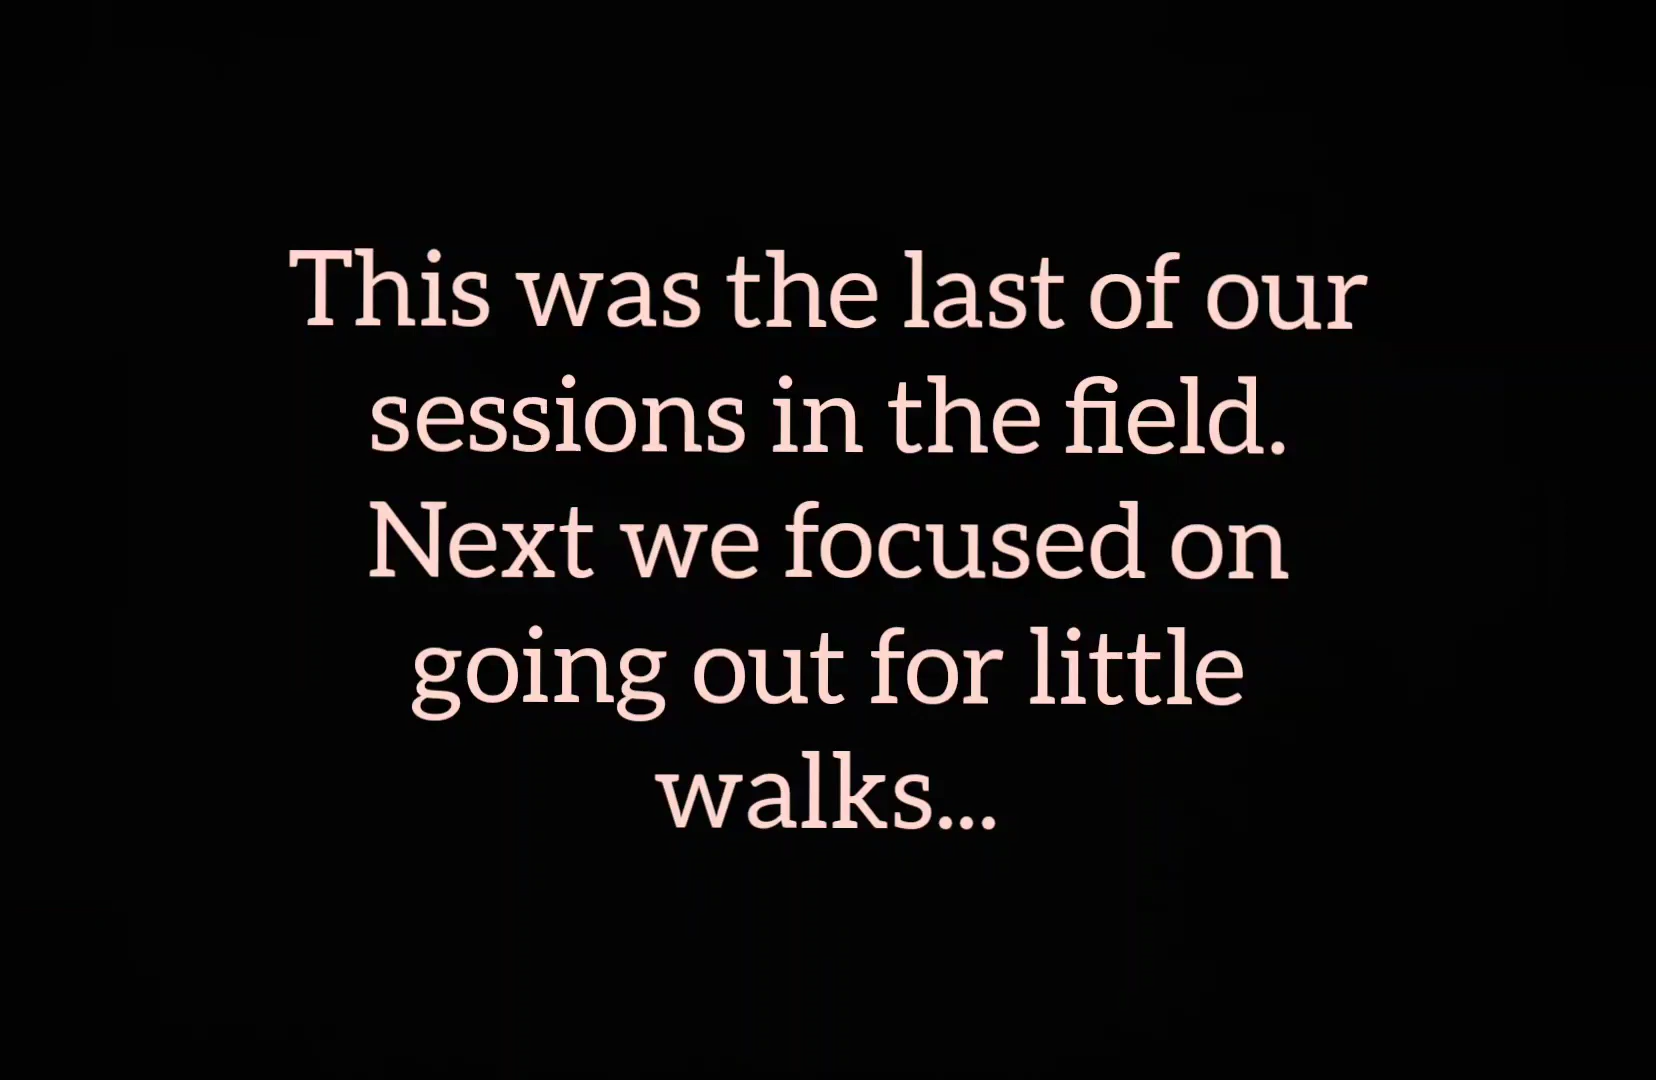 This was the last of our
sessions in the field.
Next we focused on
going out for little
walks...